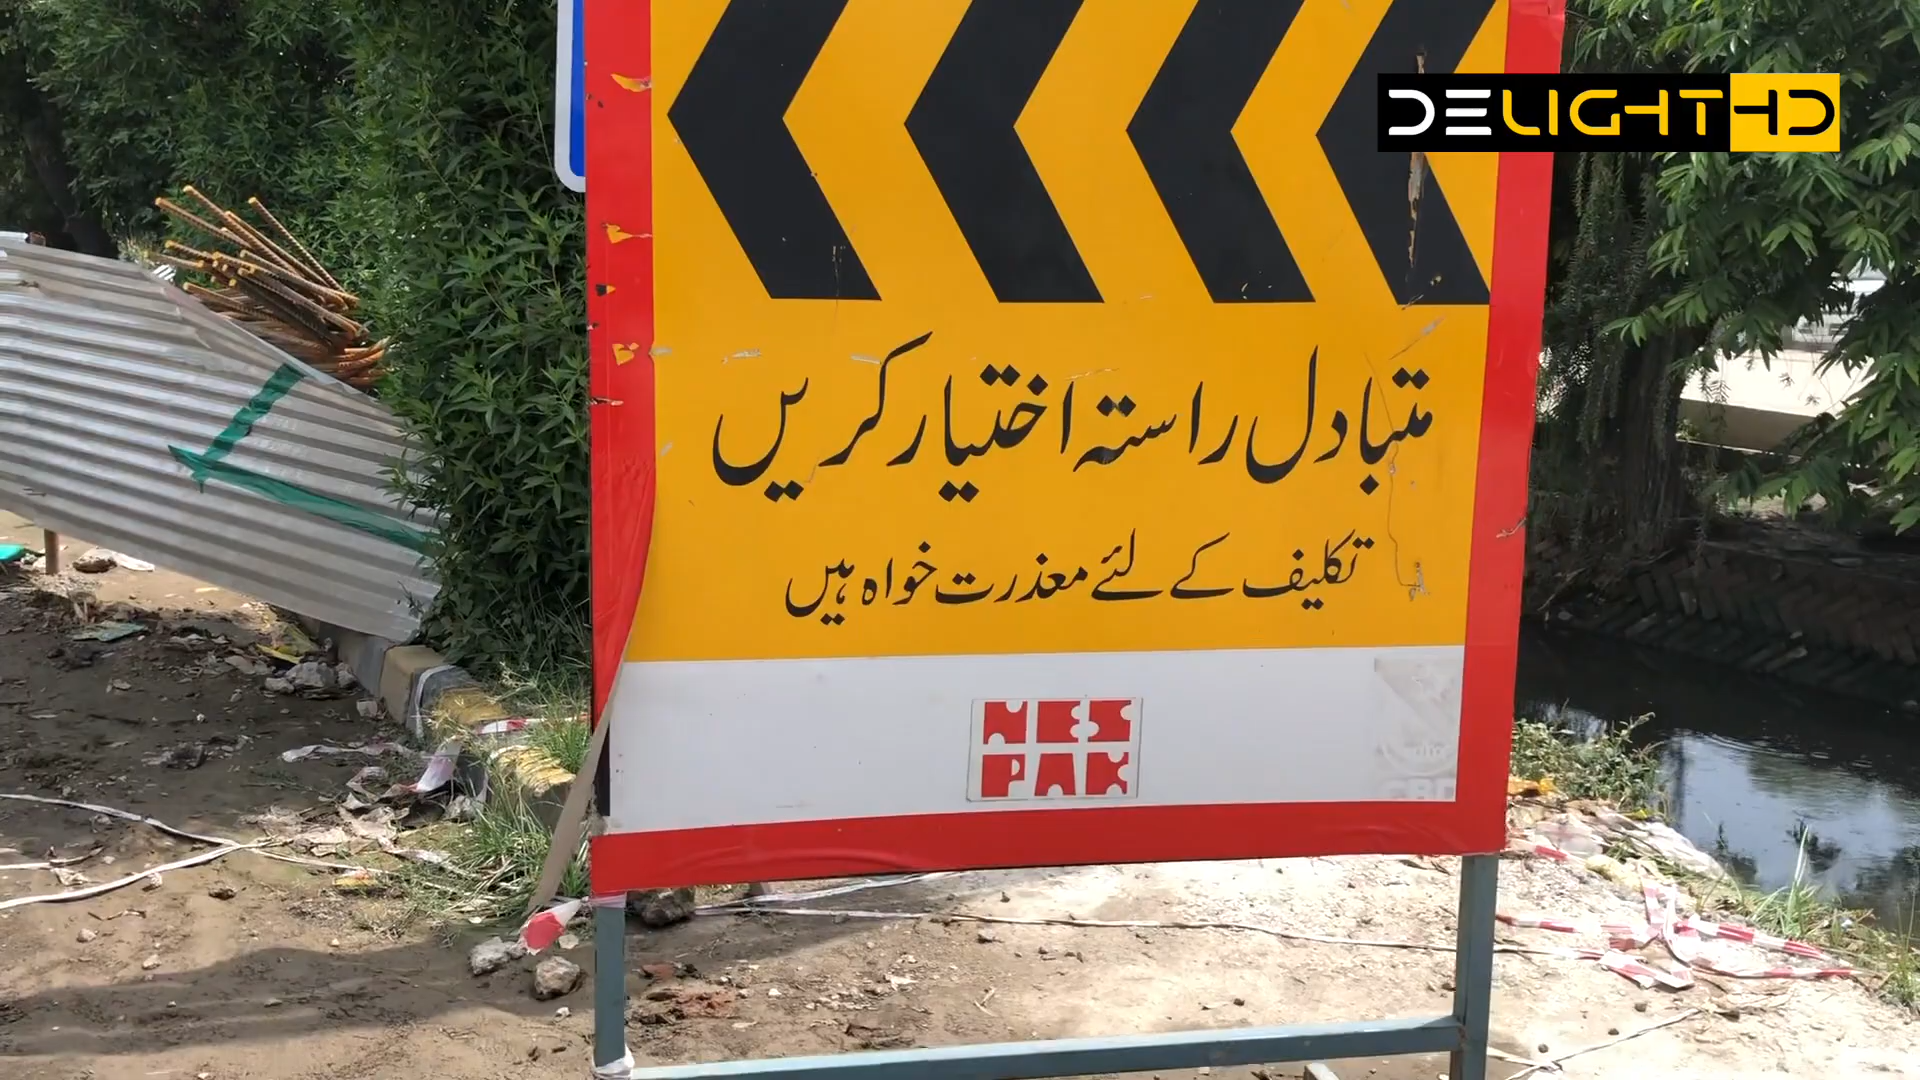 DELIGHTHD
متبادل راستہ اختیار کریں
تکلیف کے لئے معذرت خواہ ہیں
NES
PAK